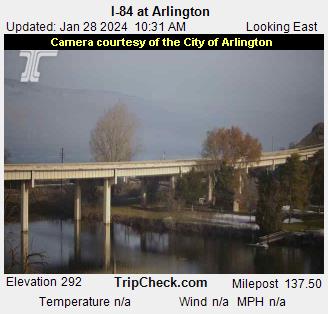 I-84 at Arlington
Updated: Jan 28 2024 10:31 AM Looking East
Camera courtesy of the City of Arlington
Elevation 292 TripCheck.com Milepost 137.50
Temperature n/a Wind n/a MPH n/a